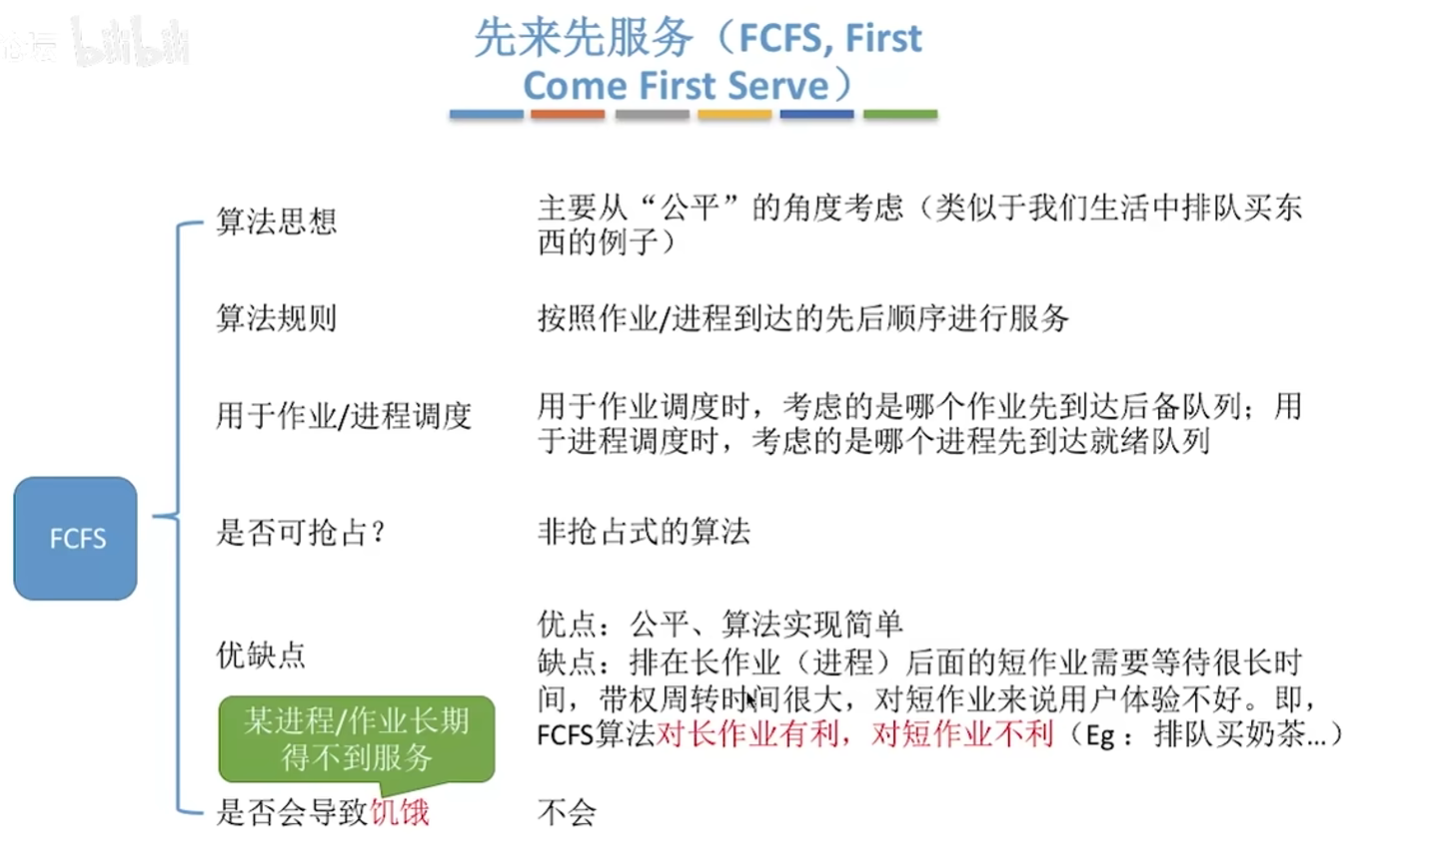 论坛 bilibili
先来先服务（FCFS, First
Come First Serve）
算法思想
主要从“公平”的角度考虑（类似于我们生活中排队买东
西的例子）
算法规则
按照作业/进程到达的先后顺序进行服务
用于作业/进程调度
用于作业调度时，考虑的是哪个作业先到达后备队列；用
于进程调度时，考虑的是哪个进程先到达就绪队列
FCFS
是否可抢占？
非抢占式的算法
优缺点
优点：公平、算法实现简单
缺点：排在长作业（进程）后面的短作业需要等待很长时
间，带权周转时间很大，对短作业来说用户体验不好。即，
FCFS算法对长作业有利，对短作业不利（Eg：排队买奶茶…）
某进程/作业长期
得不到服务
是否会导致饥饿
不会